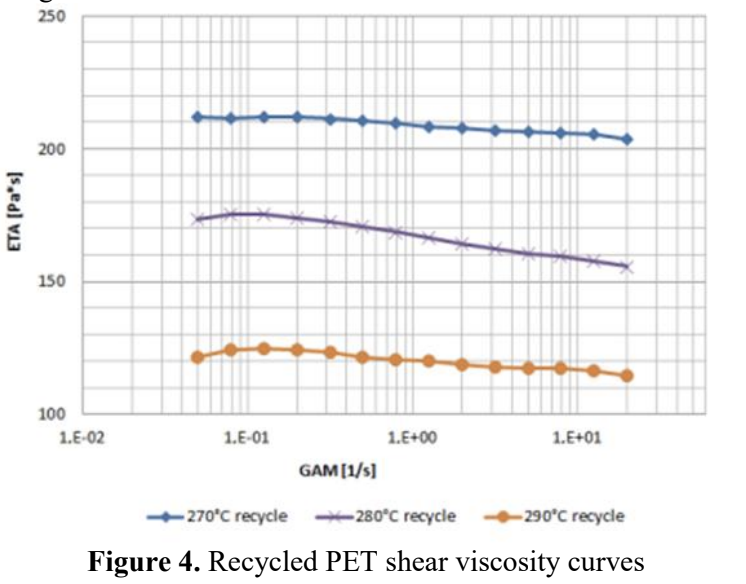 250
200
150
100
ETA [Pa*s]
1.E-02 1.E-01 1.E+00 1.E+01
GAM [1/s]
270°C recycle 280°C recycle 290°C recycle
Figure 4. Recycled PET shear viscosity curves